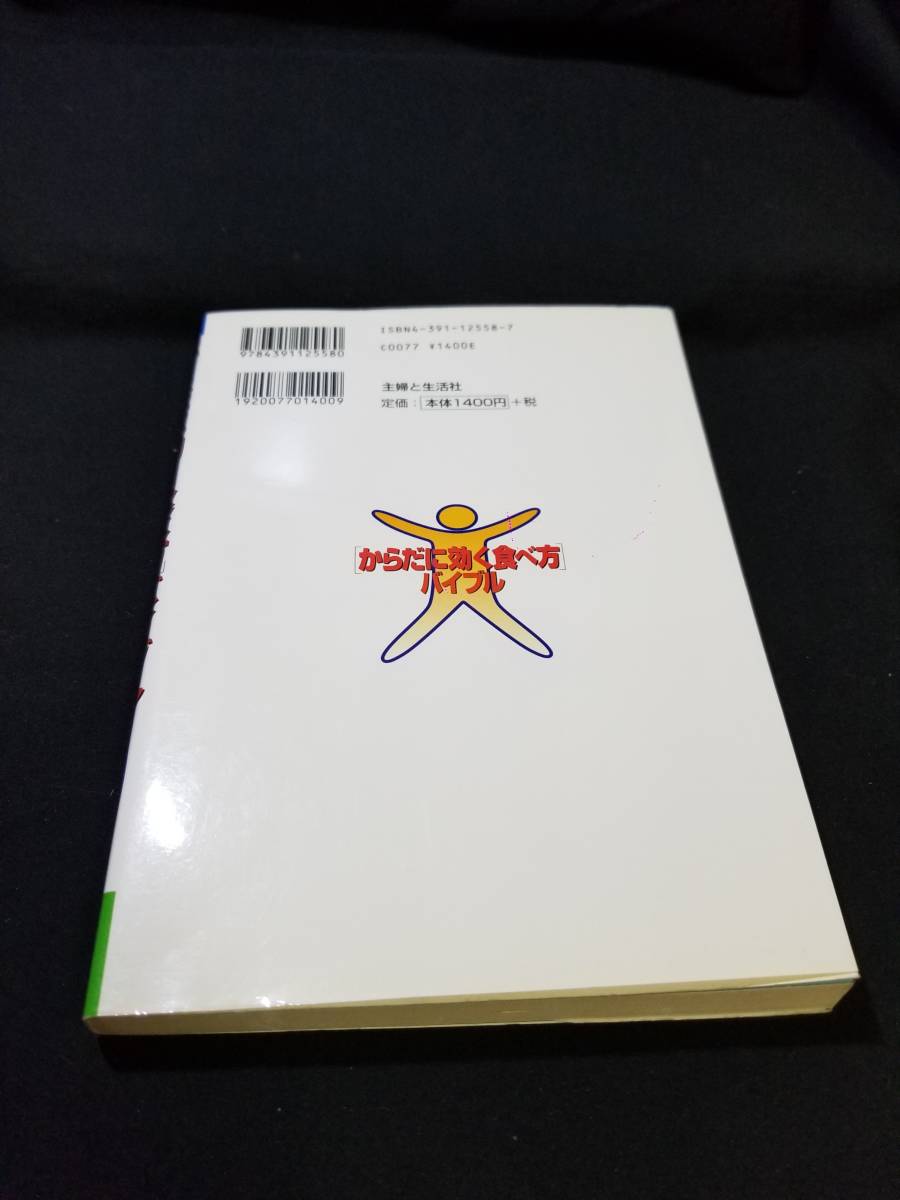 ISBN4-391-12558-7
C0077 ¥1400E
9784391125580
1920077014009
主婦と生活社
定価：本体1400円＋税
[からだに効く食べ方]
バイブル